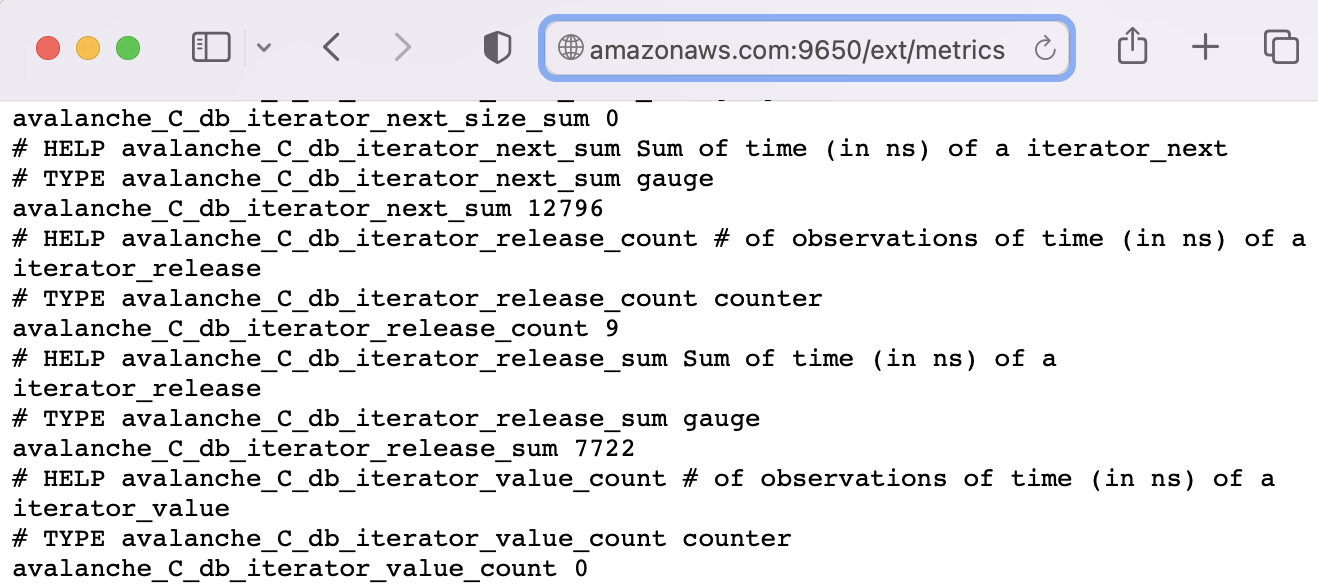 amazonaws.com:9650/ext/metrics
avalanche_C_db_iterator_next_size_sum 0
# HELP avalanche_C_db_iterator_next_sum Sum of time (in ns) of a iterator_next
# TYPE avalanche_C_db_iterator_next_sum gauge
avalanche_C_db_iterator_next_sum 12796
# HELP avalanche_C_db_iterator_release_count # of observations of time (in ns) of a
iterator_release
# TYPE avalanche_C_db_iterator_release_count counter
avalanche_C_db_iterator_release_count 9
# HELP avalanche_C_db_iterator_release_sum Sum of time (in ns) of a
iterator_release
# TYPE avalanche_C_db_iterator_release_sum gauge
avalanche_C_db_iterator_release_sum 7722
# HELP avalanche_C_db_iterator_value_count # of observations of time (in ns) of a
iterator_value
# TYPE avalanche_C_db_iterator_value_count counter
avalanche_C_db_iterator_value_count 0